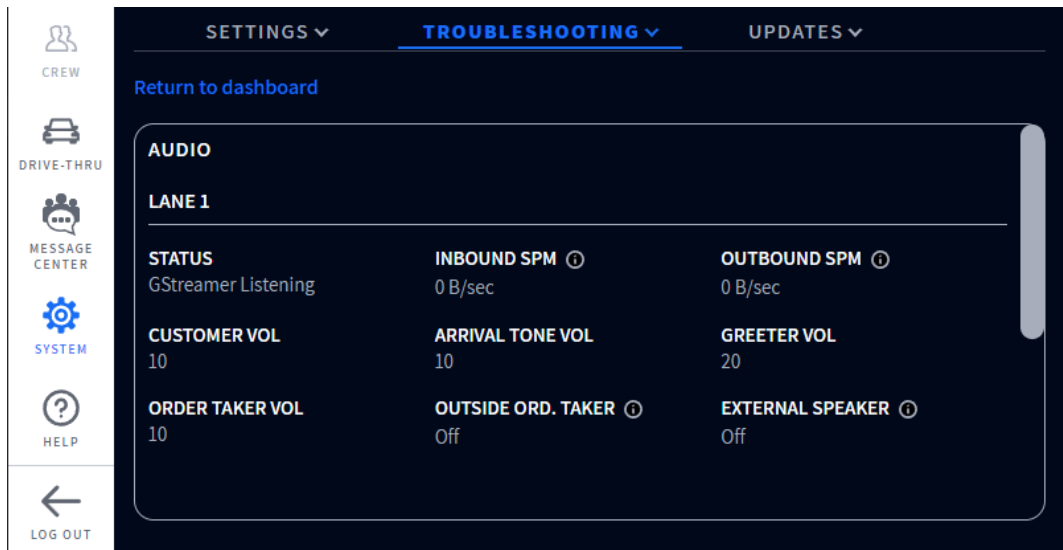 CREW
DRIVE-THRU
MESSAGE
CENTER
SYSTEM
HELP
LOG OUT
SETTINGS TROUBLESHOOTING UPDATES
Return to dashboard
AUDIO
LANE 1
STATUS INBOUND SPM OUTBOUND SPM
GStreamer Listening 0 B/sec 0 B/sec
CUSTOMER VOL ARRIVAL TONE VOL GREETER VOL
10 10 20
ORDER TAKER VOL OUTSIDE ORD. TAKER EXTERNAL SPEAKER
10 Off Off